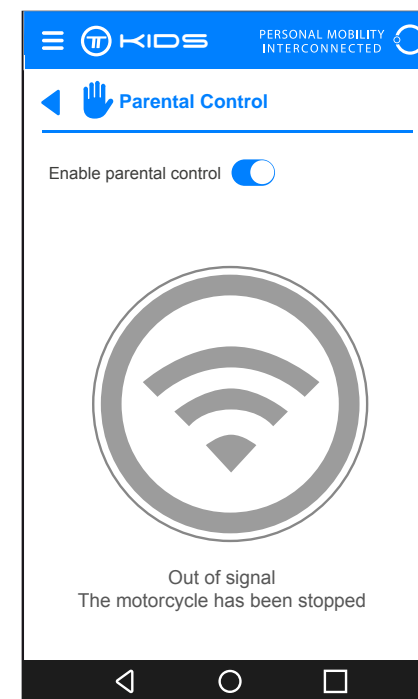 KIDS
PERSONAL MOBILITY
INTERCONNECTED
Parental Control
Enable parental control
Out of signal
The motorcycle has been stopped